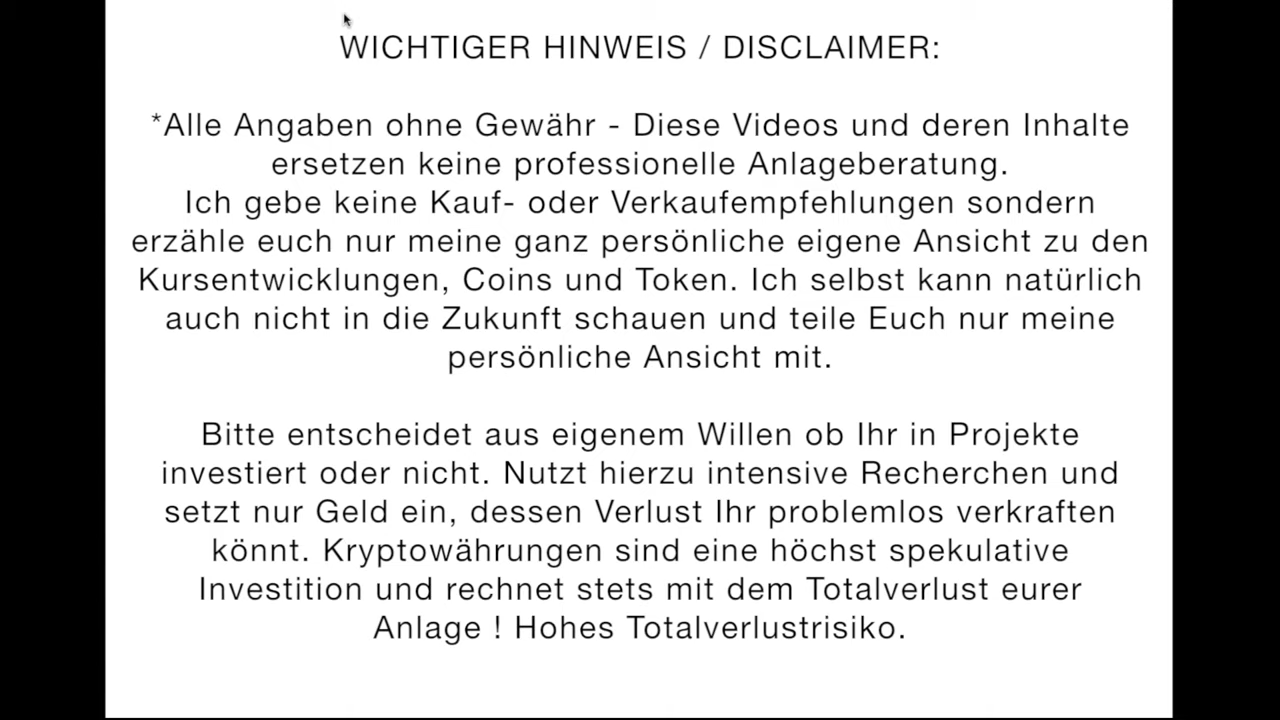 WICHTIGER HINWEIS / DISCLAIMER:
*Alle Angaben ohne Gewähr - Diese Videos und deren Inhalte
ersetzen keine professionelle Anlageberatung.
Ich gebe keine Kauf- oder Verkaufempfehlungen sondern
erzähle euch nur meine ganz persönliche eigene Ansicht zu den
Kursentwicklungen, Coins und Token. Ich selbst kann natürlich
auch nicht in die Zukunft schauen und teile Euch nur meine
persönliche Ansicht mit.
Bitte entscheidet aus eigenem Willen ob Ihr in Projekte
investiert oder nicht. Nutzt hierzu intensive Recherchen und
setzt nur Geld ein, dessen Verlust Ihr problemlos verkraften
könnt. Kryptowährungen sind eine höchst spekulative
Investition und rechnet stets mit dem Totalverlust eurer
Anlage ! Hohes Totalverlustrisiko.